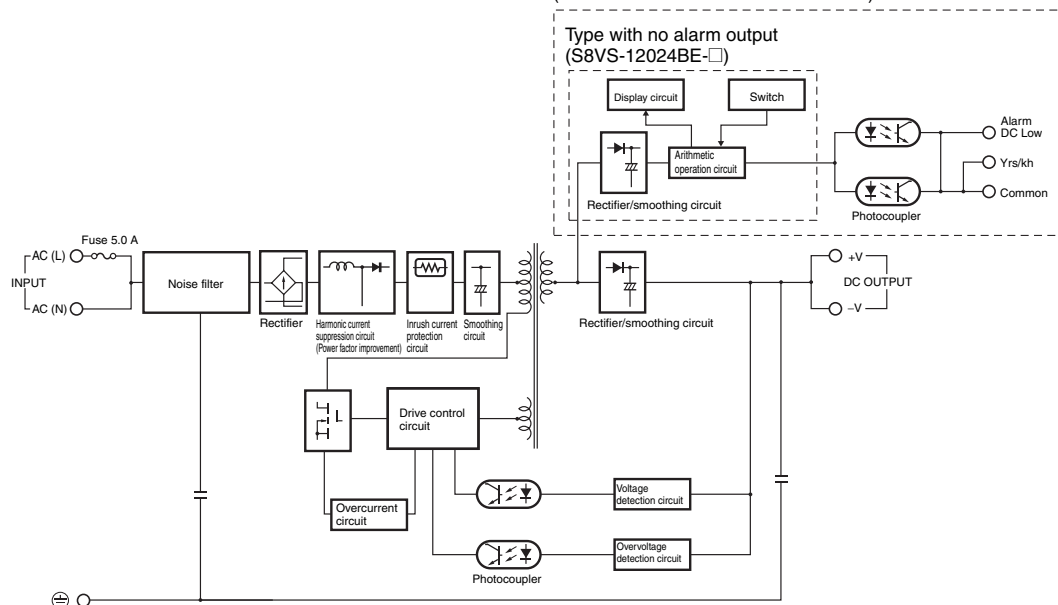 Type with no alarm output
(S8VS-12024BE-□)
Display circuit
Switch
Alarm
DC Low
Arithmetic
operation circuit
Yrs/kh
Common
Rectifier/smoothing circuit
Photocoupler
Fuse 5.0 A
AC (L)
INPUT
AC (N)
Noise filter
Rectifier
Harmonic current
suppression circuit
(Power factor improvement)
Inrush current
protection
circuit
Smoothing
circuit
Rectifier/smoothing circuit
+V
DC OUTPUT
–V
Drive control
circuit
Overcurrent
circuit
Voltage
detection circuit
Overvoltage
detection circuit
Photocoupler